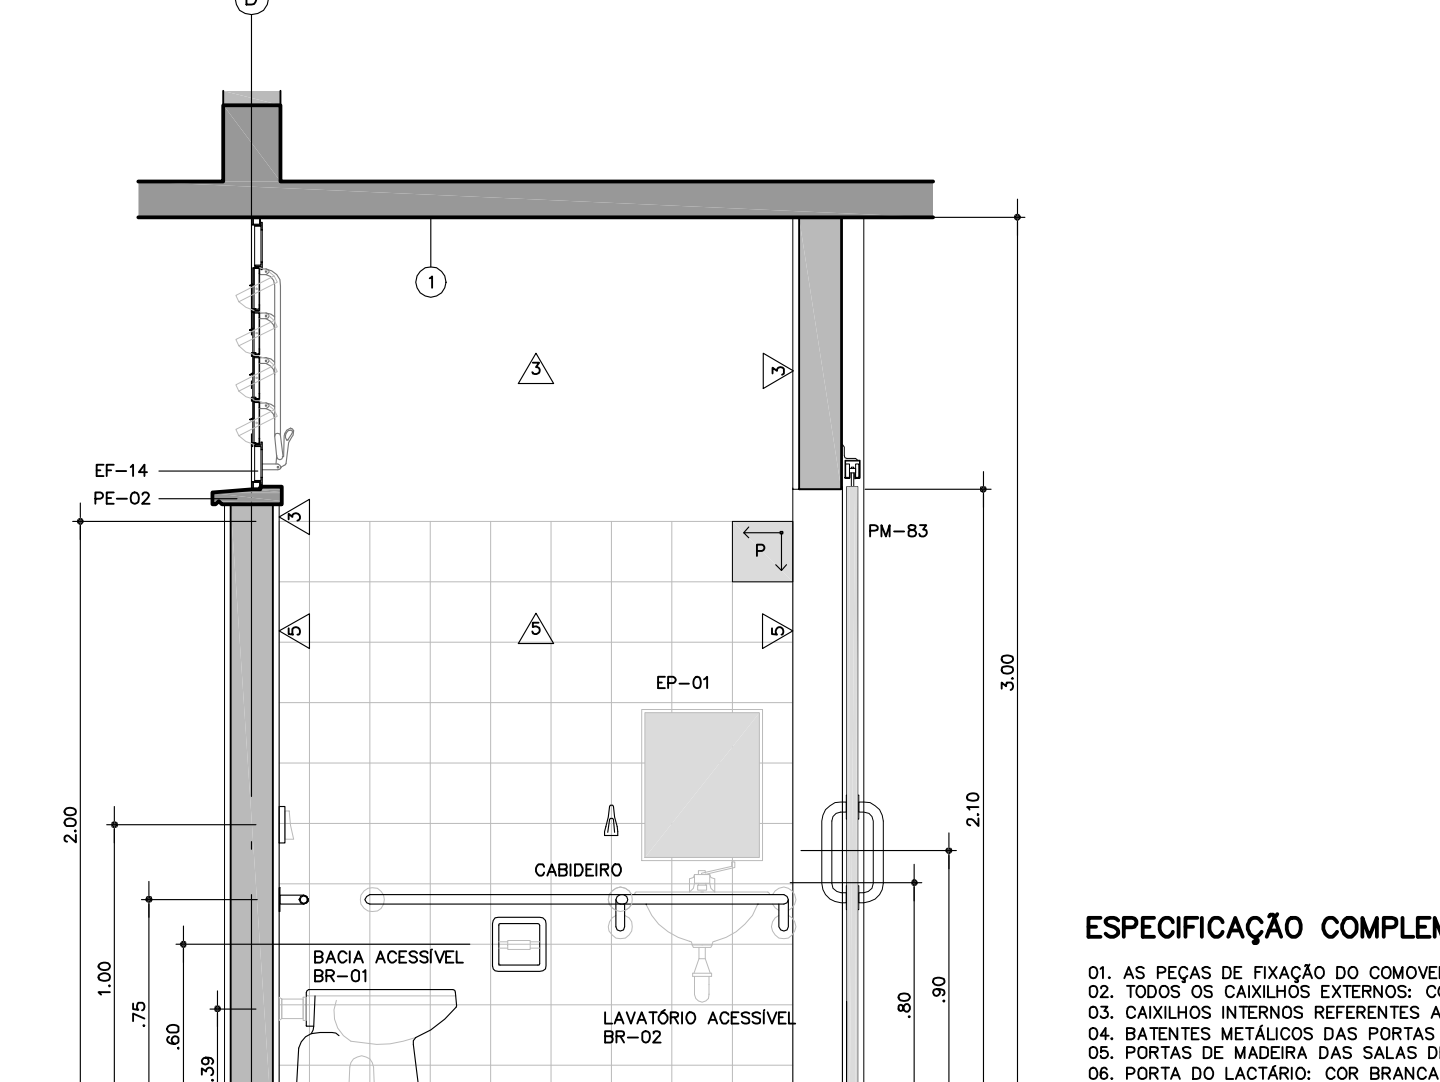 1
3
3
EF-14
PE-02
3
P
PM-83
5
5
5
EP-01
3.00
2.10
2.00
CABIDEIRO
BACIA ACESSÍVEL
BR-01
1.00
.75
.60
.39
LAVATÓRIO ACESSÍVEL
BR-02
.80
.90
ESPECIFICAÇÃO
01. AS PEÇAS DE FIXAÇÃO DO
02. TODOS OS CAIXILHOS EXTERNOS:
03. CAIXILHOS INTERNOS REFERENTES A
04. BATENTES METÁLICOS DAS PORTAS
05. PORTAS DE MADEIRA DAS SALAS
06. PORTA DO LACTÁRIO: COR BRANCA